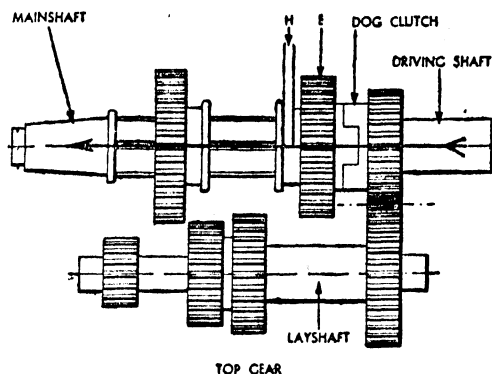 MAINSHAFT
H E DOG CLUTCH
DRIVING SHAFT
LAYSHAFT
TOP GEAR